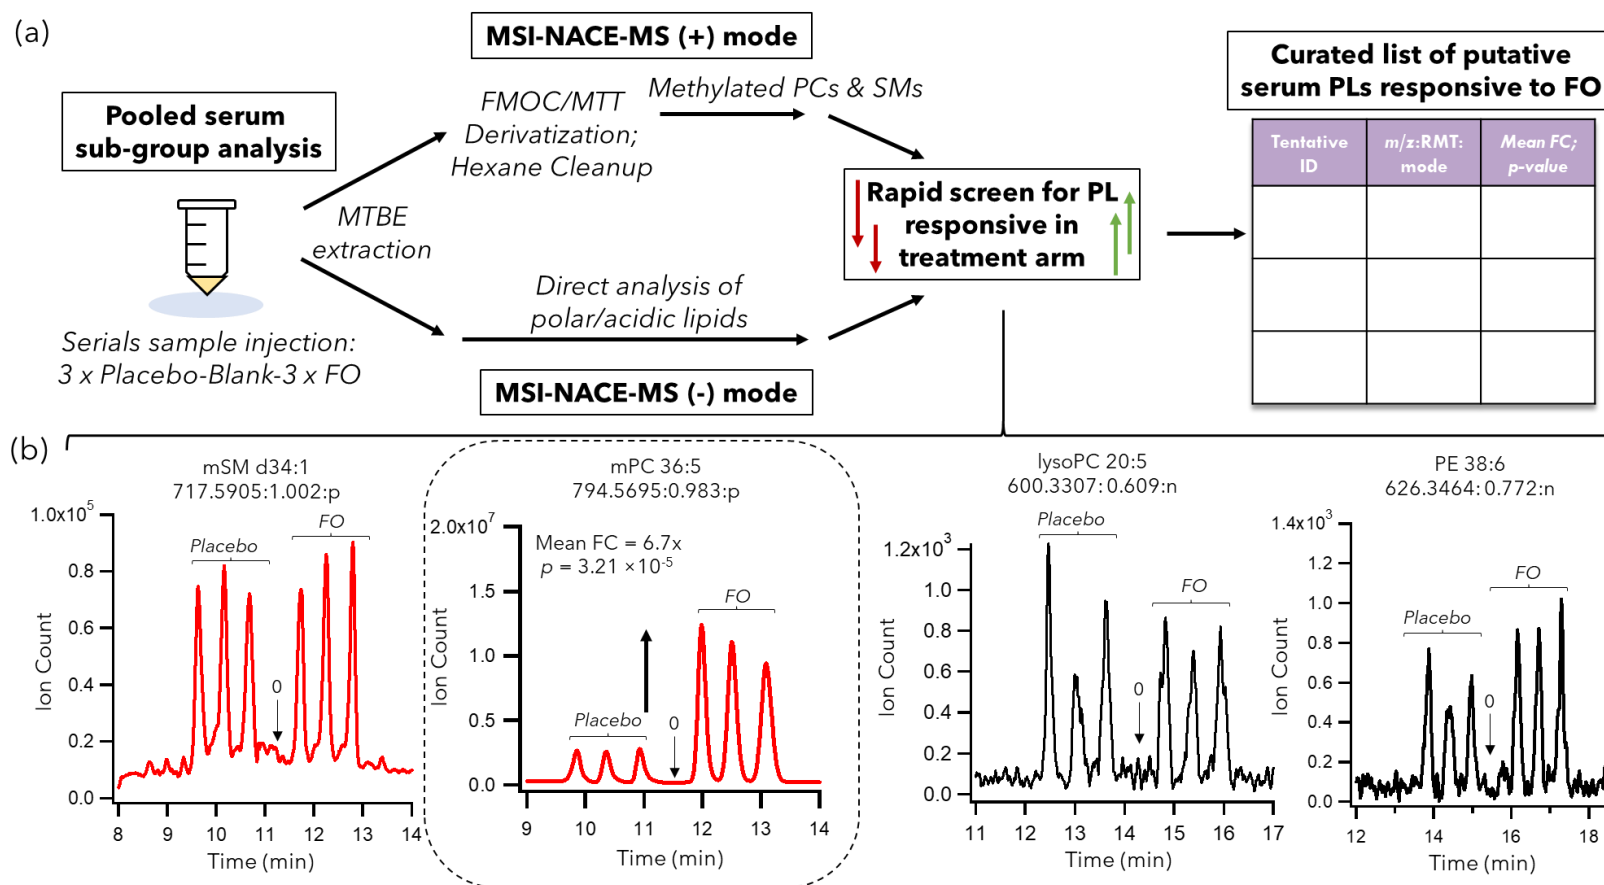 (a)
MSI-NACE-MS (+) mode
Pooled serum
sub-group analysis
FMOC/MTT
Derivatization;
Hexane Cleanup
Methylated PCs & SMs
MTBE
extraction
Serials sample injection:
3 x Placebo-Blank-3 x FO
Direct analysis of
polar/acidic lipids
MSI-NACE-MS (-) mode
Rapid screen for PL
responsive in
treatment arm
Curated list of putative
serum PLs responsive to FO
Tentative
ID
m/z:RMT:
mode
Mean FC;
p-value
(b)
mSM d34:1
717.5905:1.002:p
1.0x10⁵
0.8
0.6
0.4
0.2
0.0
Ion Count
Placebo
FO
0
8 9 10 11 12 13 14
Time (min)
mPC 36:5
794.5695:0.983:p
2.0x10⁷
1.5
1.0
0.5
0.0
Ion Count
Mean FC = 6.7x
p = 3.21 ×10⁻⁵
Placebo
FO
0
9 10 11 12 13 14
Time (min)
lysoPC 20:5
600.3307: 0.609:n
1.2x10³
1.0
0.8
0.6
0.4
0.2
0.0
Ion Count
Placebo
FO
0
11 12 13 14 15 16 17
Time (min)
PE 38:6
626.3464: 0.772:n
1.4x10³
1.2
1.0
0.8
0.6
0.4
0.2
0.0
Ion Count
Placebo
FO
0
12 14 16 18
Time (min)